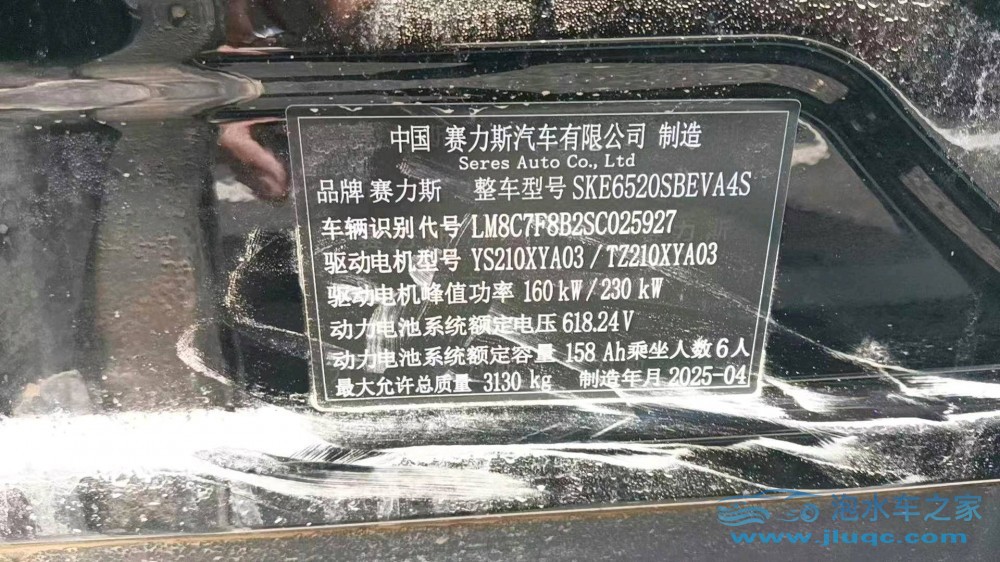 中国 赛力斯汽车有限公司 制造
Seres Auto Co., Ltd
品牌 赛力斯 整车型号 SKE6520SBEVA4S
车辆识别代号 LM8C7F8B2SC025927
驱动电机型号 YS210XYA03 / TZ210XYA03
驱动电机峰值功率 160 kW / 230 kW
动力电池系统额定电压 618.24V
动力电池系统额定容量 158 Ah 乘坐人数 6 人
最大允许总质量 3130 kg 制造年月 2025-04
泡水车之家
www.jluqc.com